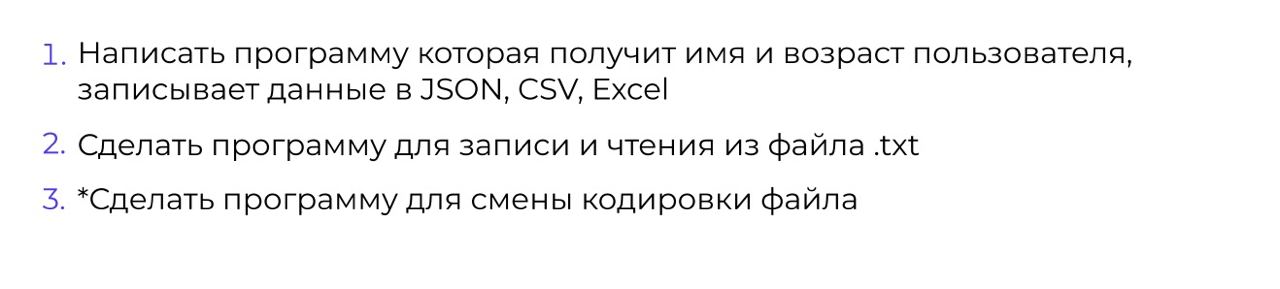 1. Написать программу которая получит имя и возраст пользователя,
записывает данные в JSON, CSV, Excel
2. Сделать программу для записи и чтения из файла .txt
3. *Сделать программу для смены кодировки файла